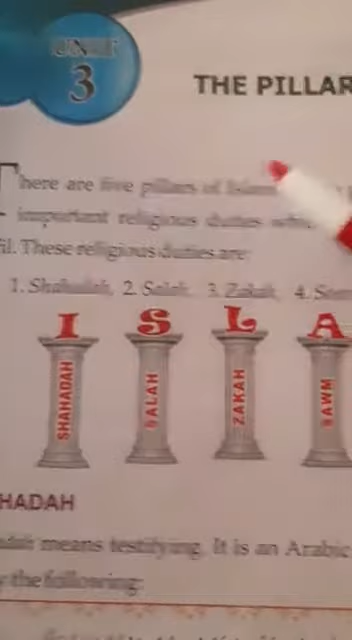 UNIT
3
THE PILLAR
There are five pillars of Islam
important religious duties
fil. These religious duties are:
1. Shahadah, 2. Salah, 3. Zakah, 4. Sawm
I S L A
SHAHADAH SALAH ZAKAH SAWM
HADAH
means testifying. It is an Arabic
y the following: